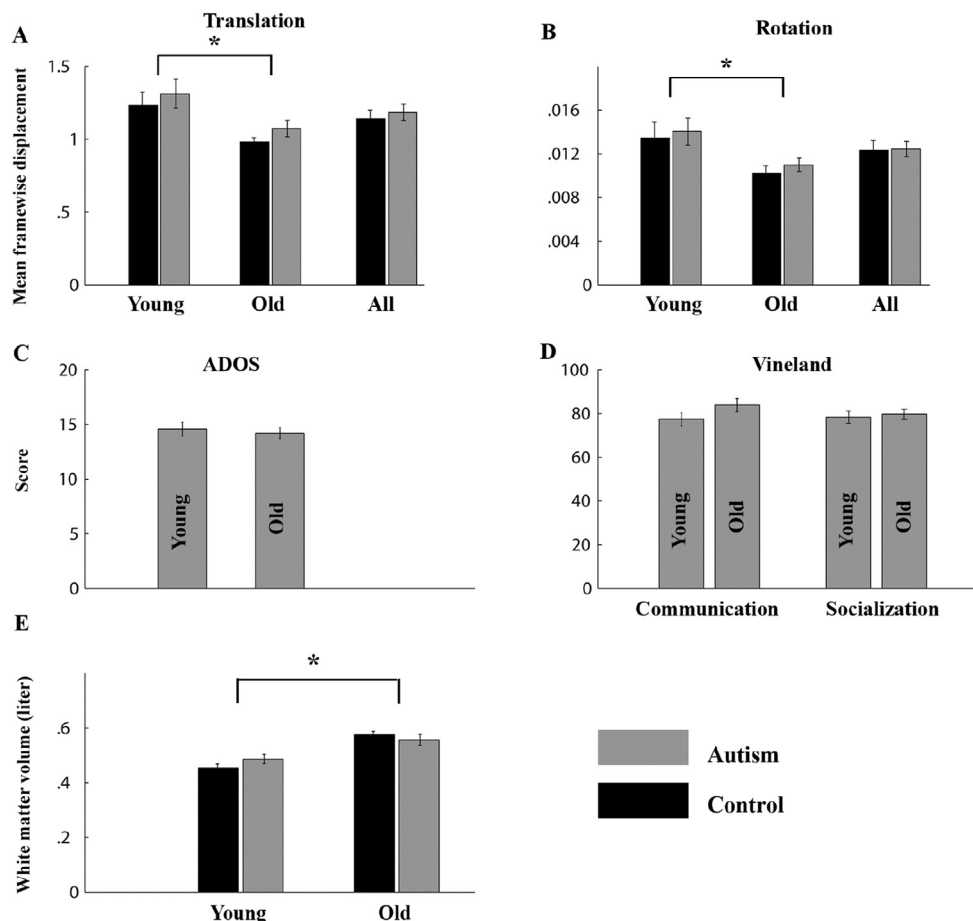 A
Translation
*
Mean framewise displacement
1.5
1
.5
0
Young Old All
B
Rotation
*
.016
.012
.008
.004
0
Young Old All
C
ADOS
Score
20
15
10
5
0
Young
Old
D
Vineland
100
80
60
40
20
0
Young
Old
Young
Old
Communication Socialization
E
*
White matter volume (liter)
.6
.4
.2
0
Young Old
Autism
Control